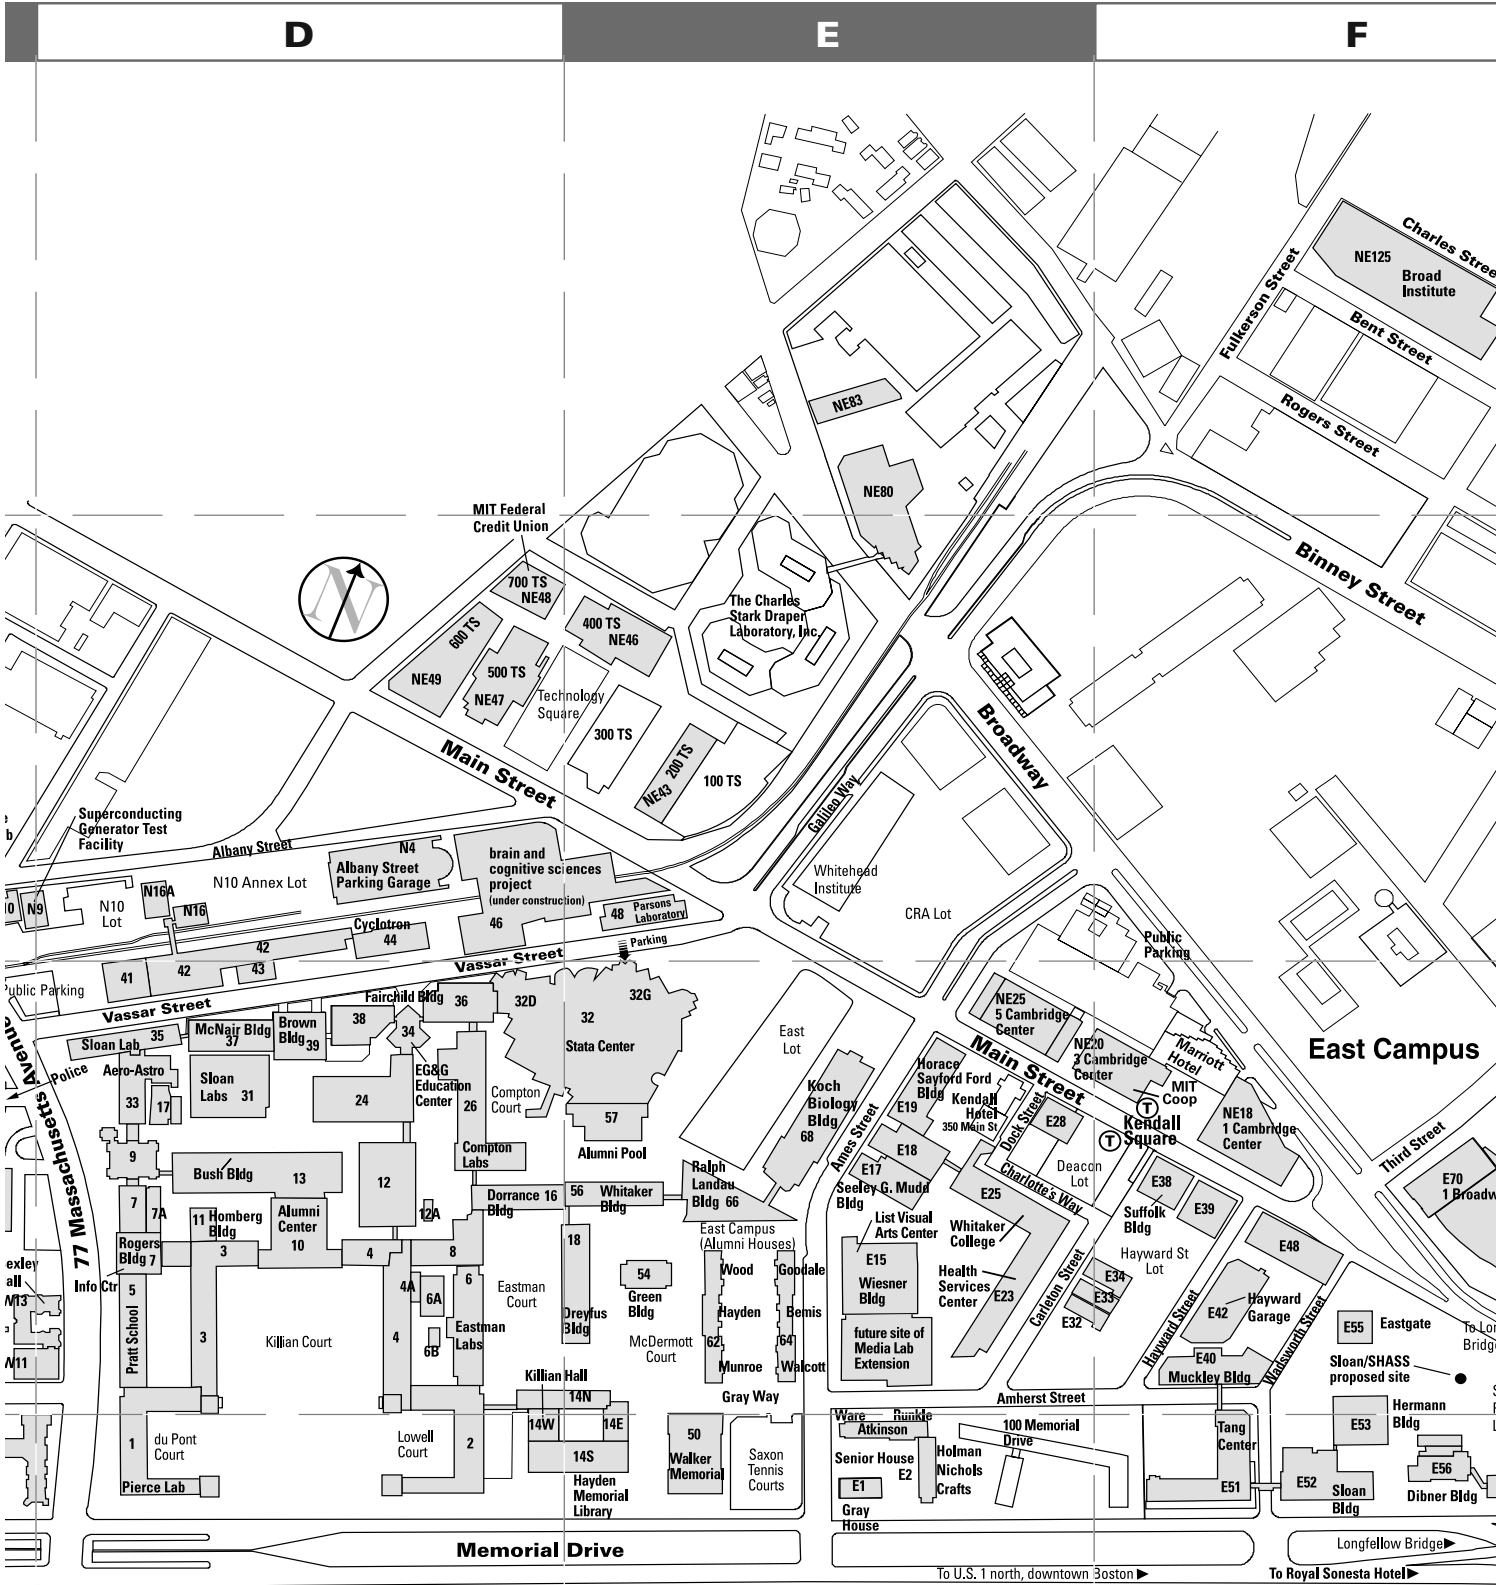 D
E
F
Charles Stree
NE125
Broad
Institute
Fulkerson Street
Bent Street
Rogers Street
NE83
NE80
MIT Federal
Credit Union
Binney Street
N
700 TS
NE48
600 TS
NE49
500 TS
NE47
400 TS
NE46
The Charles
Stark Draper
Laboratory, Inc.
Technology
Square
300 TS
200 TS
NE43
100 TS
Main Street
Broadway
Galileo Way
Superconducting
Generator Test
Facility
Albany Street
N4
Albany Street
Parking Garage
N10 Annex Lot
brain and
cognitive sciences
project
(under construction)
46
Whitehead
Institute
CRA Lot
N16A
N16
N9
N10
Lot
Cyclotron
44
48
Parsons
Laboratory
Parking
Public
Parking
42
41
42
43
Vassar Street
Vassar Street
Public Parking
Fairchild Bldg
36
32D
32G
32
Stata Center
NE25
5 Cambridge
Center
NE20
3 Cambridge
Center
Marriott
Hotel
MIT
Coop
T
Kendall
Square
T
NE18
1 Cambridge
Center
East Campus
Main Street
35
Sloan Lab
McNair Bldg
37
Brown
Bldg
39
38
34
EG&G
Education
Center
East
Lot
Police
Aero-Astro
33
17
Sloan
Labs
31
24
26
Compton
Court
57
Alumni Pool
Koch
Biology
Bldg
68
Ames Street
Horace
Sayford Ford
Bldg
E19
Kendall
Hotel
350 Main St
Dock Street
E28
E18
E17
Seeley G. Mudd
Bldg
Deacon
Lot
Charlotte's Way
Third Street
E70
1 Broadw
77 Massachusetts Avenue
9
Bush Bldg
13
12
Compton
Labs
Dorrance
Bldg
16
56
Whitaker
Bldg
Ralph
Landau
Bldg
66
E25
E38
Suffolk
Bldg
E39
7
7A
11
Homberg
Bldg
Alumni
Center
10
12A
18
East Campus
(Alumni Houses)
List Visual
Arts Center
Whitaker
College
Hayward St
Lot
E48
Rogers
Bldg
7
3
4
8
Info Ctr
exley
all
W13
W11
5
Pratt School
3
Killian Court
4
4A
6A
6
6B
Eastman
Labs
Eastman
Court
Dreyfus
Bldg
54
Green
Bldg
McDermott
Court
Wood
Hayden
62
Munroe
Goodale
Bemis
64
Walcott
Gray Way
E15
Wiesner
Bldg
future site of
Media Lab
Extension
Health
Services
Center
E23
Carleton Street
E34
E33
E32
Hayward Street
E42
Hayward
Garage
Wadsworth Street
E40
Muckley Bldg
E55
Eastgate
Sloan/SHASS
proposed site
Amherst Street
Killian Hall
14N
14W
14E
14S
Hayden
Memorial
Library
1
du Pont
Court
Pierce Lab
Lowell
Court
2
50
Walker
Memorial
Saxon
Tennis
Courts
Ware
Runkle
Atkinson
Senior House
E2
Holman
Nichols
Crafts
E1
Gray
House
100 Memorial
Drive
Tang
Center
E51
E52
Sloan
Bldg
E53
Hermann
Bldg
E56
Dibner Bldg
Memorial Drive
Longfellow Bridge
To U.S. 1 north, downtown Boston
To Royal Sonesta Hotel